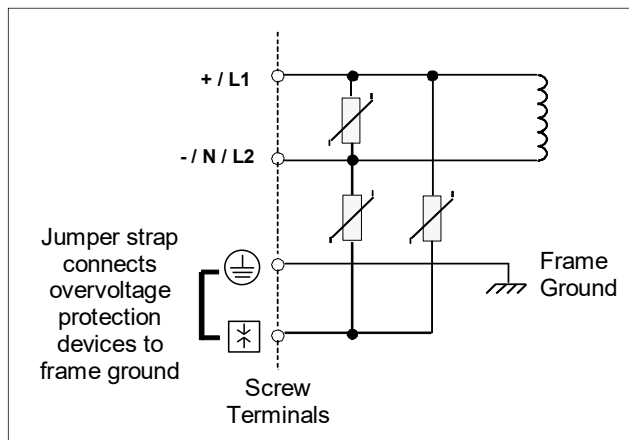 + / L1
- / N / L2
Jumper strap
connects
overvoltage
protection
devices to
frame ground
Frame
Ground
Screw
Terminals